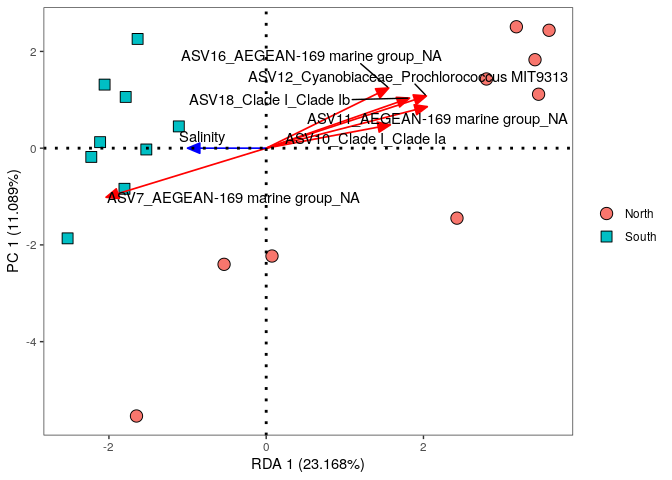 2
0
-2
-4
PC 1 (11.089%)
ASV16_AEGEAN-169 marine group_NA
ASV12_Cyanobiaceae_Prochlorococcus MIT9313
ASV18_Clade I_Clade Ib
ASV11_AEGEAN-169 marine group_NA
Salinity
ASV10_Clade I_Clade Ia
ASV7_AEGEAN-169 marine group_NA
North
South
-2
0
2
RDA 1 (23.168%)